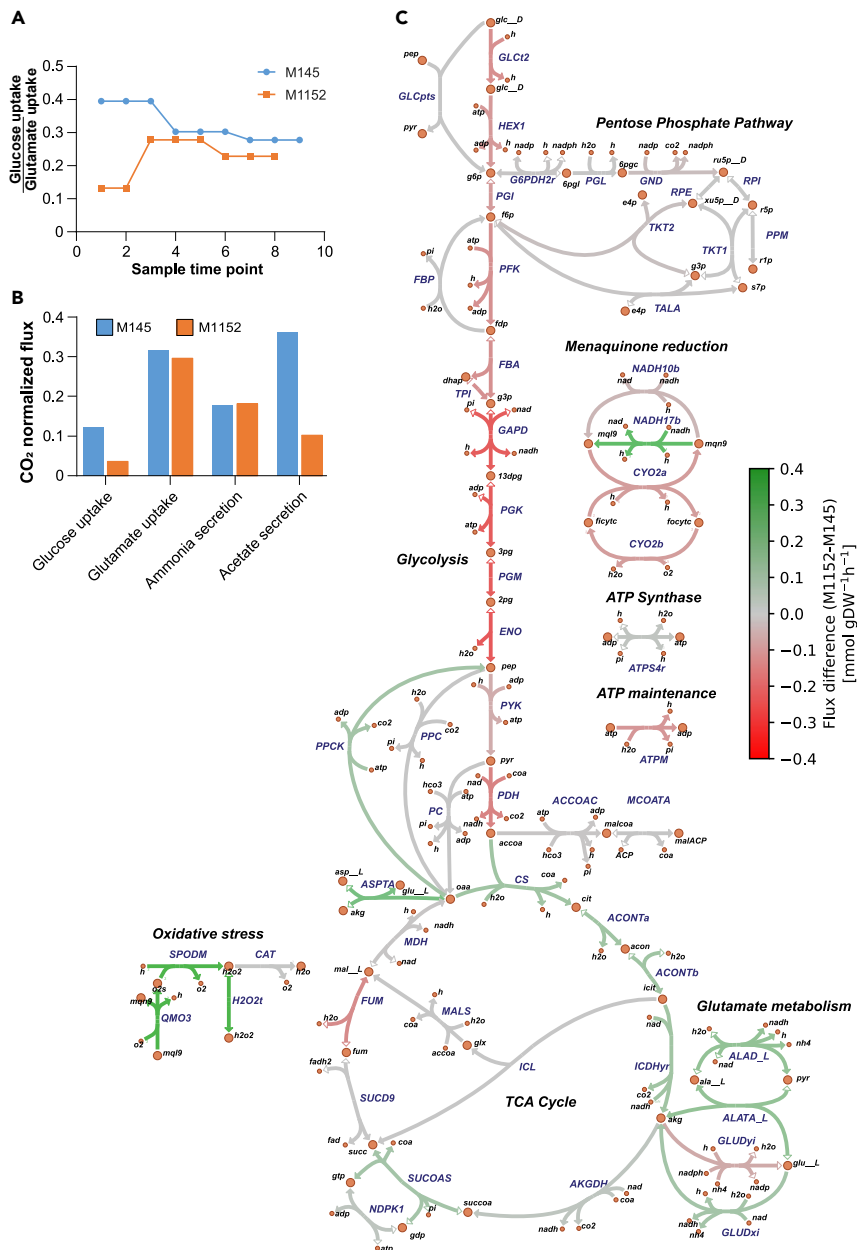 A
Glucose uptake
Glutamate uptake
0.5
0.4
0.3
0.2
0.1
0
0 2 4 6 8 10
Sample time point
M145
M1152
B
CO₂ normalized flux
0.4
0.3
0.2
0.1
0
M145 M1152
Glucose uptake
Glutamate uptake
Ammonia secretion
Acetate secretion
C
glc__D
h
pep
GLCt2
h
glc__D
GLCpts
atp
HEX1
pyr
adp h
g6p
Pentose Phosphate Pathway
nadp h nadph h2o h nadp co2 nadph
6pgc
ru5p__D
G6PDH2r 6pgl PGL GND
RPE RPI
PGI
e4p
xu5p__D
r5p
f6p
TKT2
TKT1
PPM
pi
atp
FBP
PFK
h
g3p
r1p
s7p
h2o
adp
TALA
e4p
fdp
FBA
dhap
TPI
g3p
pi
nad
GAPD
h
nadh
13dpg
adp
PGK
atp
3pg
Glycolysis
PGM
2pg
ENO
h2o
pep
Menaquinone reduction
NADH10b
nad nadh
h
NADH17b
nad nadh
mql9 mqn9
h h
CYO2a
h h
ficytc focytc
CYO2b
h2o o2
ATP Synthase
h h2o
adp atp
pi h
ATPS4r
ATP maintenance
h
atp adp
h2o pi
ATPM
0.4
0.3
0.2
0.1
0.0
−0.1
−0.2
−0.3
−0.4
Flux difference (M1152-M145)
[mmol gDW⁻¹h⁻¹]
h adp
PYK
atp
adp
co2
PPCK
atp
h2o
PPC
co2
pi
h
pyr
hco3 nad coa
atp
PC PDH
pi nadh co2
h adp
accoa
ACCOAC MCOATA
atp adp
malcoa
malACP
hco3 h
pi
ACP coa
asp__L
ASPTA
glu__L
akg
oaa
CS
coa
h2o
h
cit
ACONTa
h2o
acon
h2o
ACONTb
icit
h
nadh
MDH
nad
mal__L
Oxidative stress
SPODM CAT
h h2o2 h2o
o2s o2 o2
mqn9 h
QMO3
H2O2t
o2
mql9
h2o2
FUM
h2o
fum
h
MALS
coa h2o
accoa glx
ICL
fadh2
SUCD9
TCA Cycle
fad
succ
coa
gtp
SUCOAS
NDPK1
adp
pi
succoa
gdp
atp
nad
ICDHyr
co2
nadh
akg
AKGDH
nad
coa
nadh co2
Glutamate metabolism
h2o nadh
h
nh4
nad
ALAD_L
ala__L pyr
ALATA_L
GLUDyi
h h2o
glu__L
nadph nh4 nadp
h h2o
nadh nad
nh4
GLUDxi